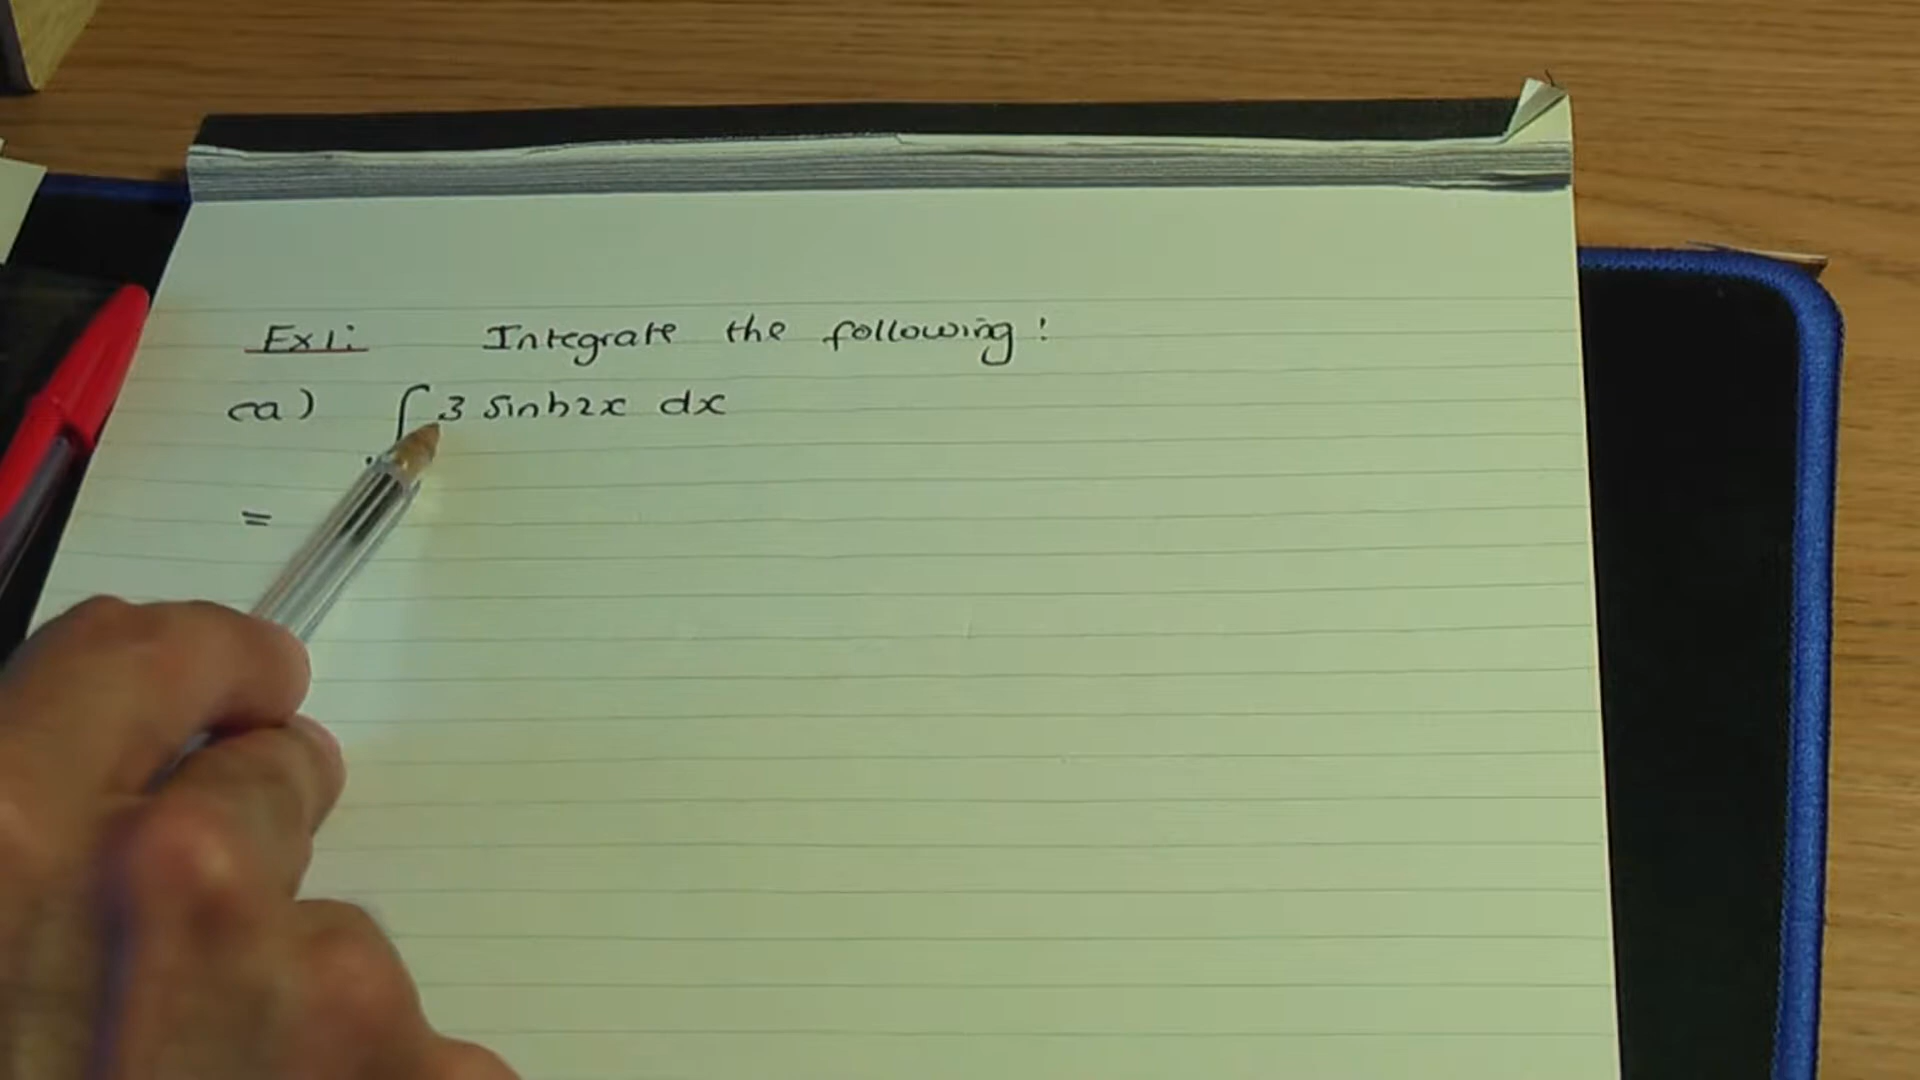 Ex1: Integrate the following:
(a) ∫ 3 sinh2x dx
=